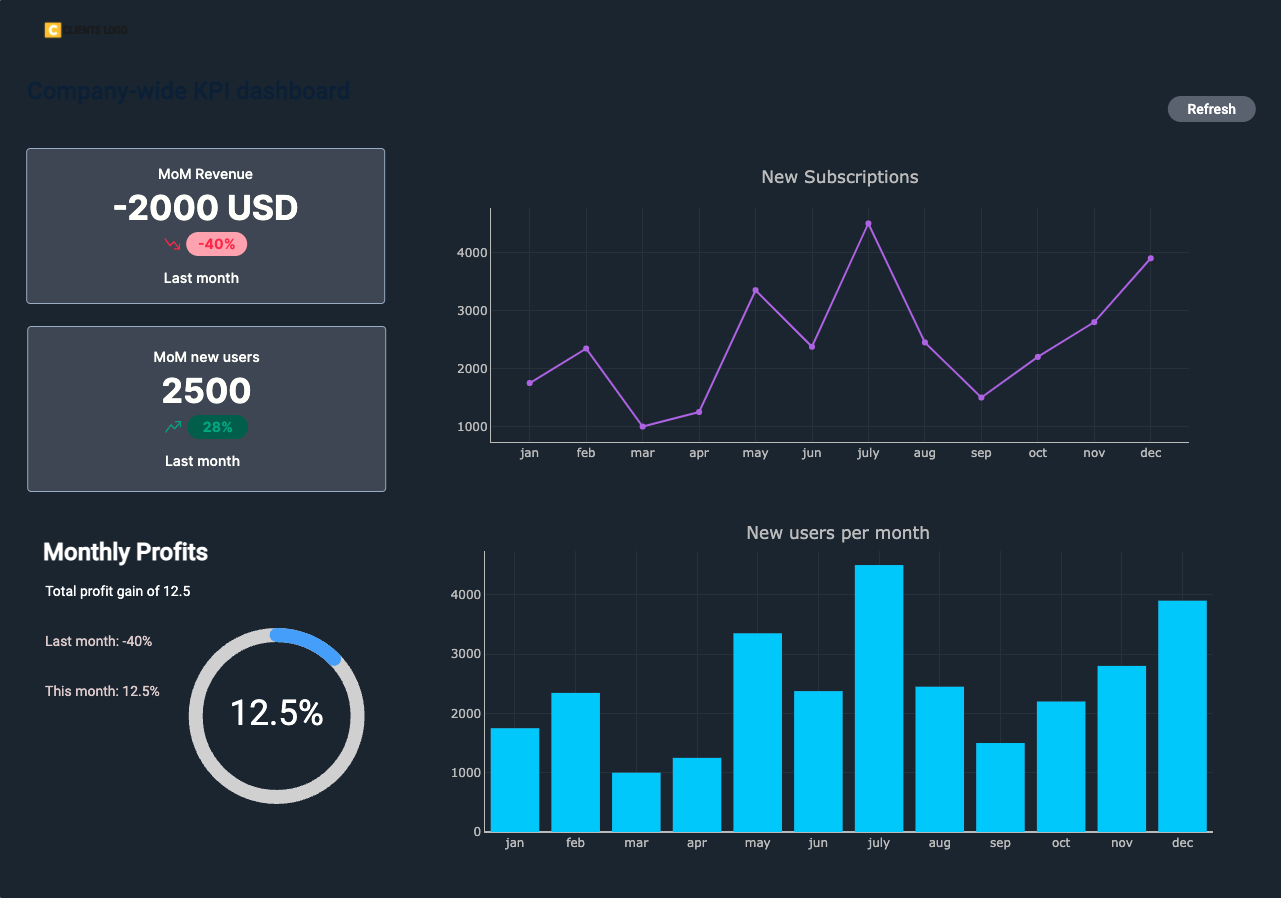 C CLIENTS LOGO
Company-wide KPI dashboard
Refresh
MoM Revenue
-2000 USD
-40%
Last month
MoM new users
2500
28%
Last month
Monthly Profits
Total profit gain of 12.5
Last month: -40%
This month: 12.5%
12.5%
New Subscriptions
4000
3000
2000
1000
jan feb mar apr may jun july aug sep oct nov dec
New users per month
4000
3000
2000
1000
0
jan feb mar apr may jun july aug sep oct nov dec